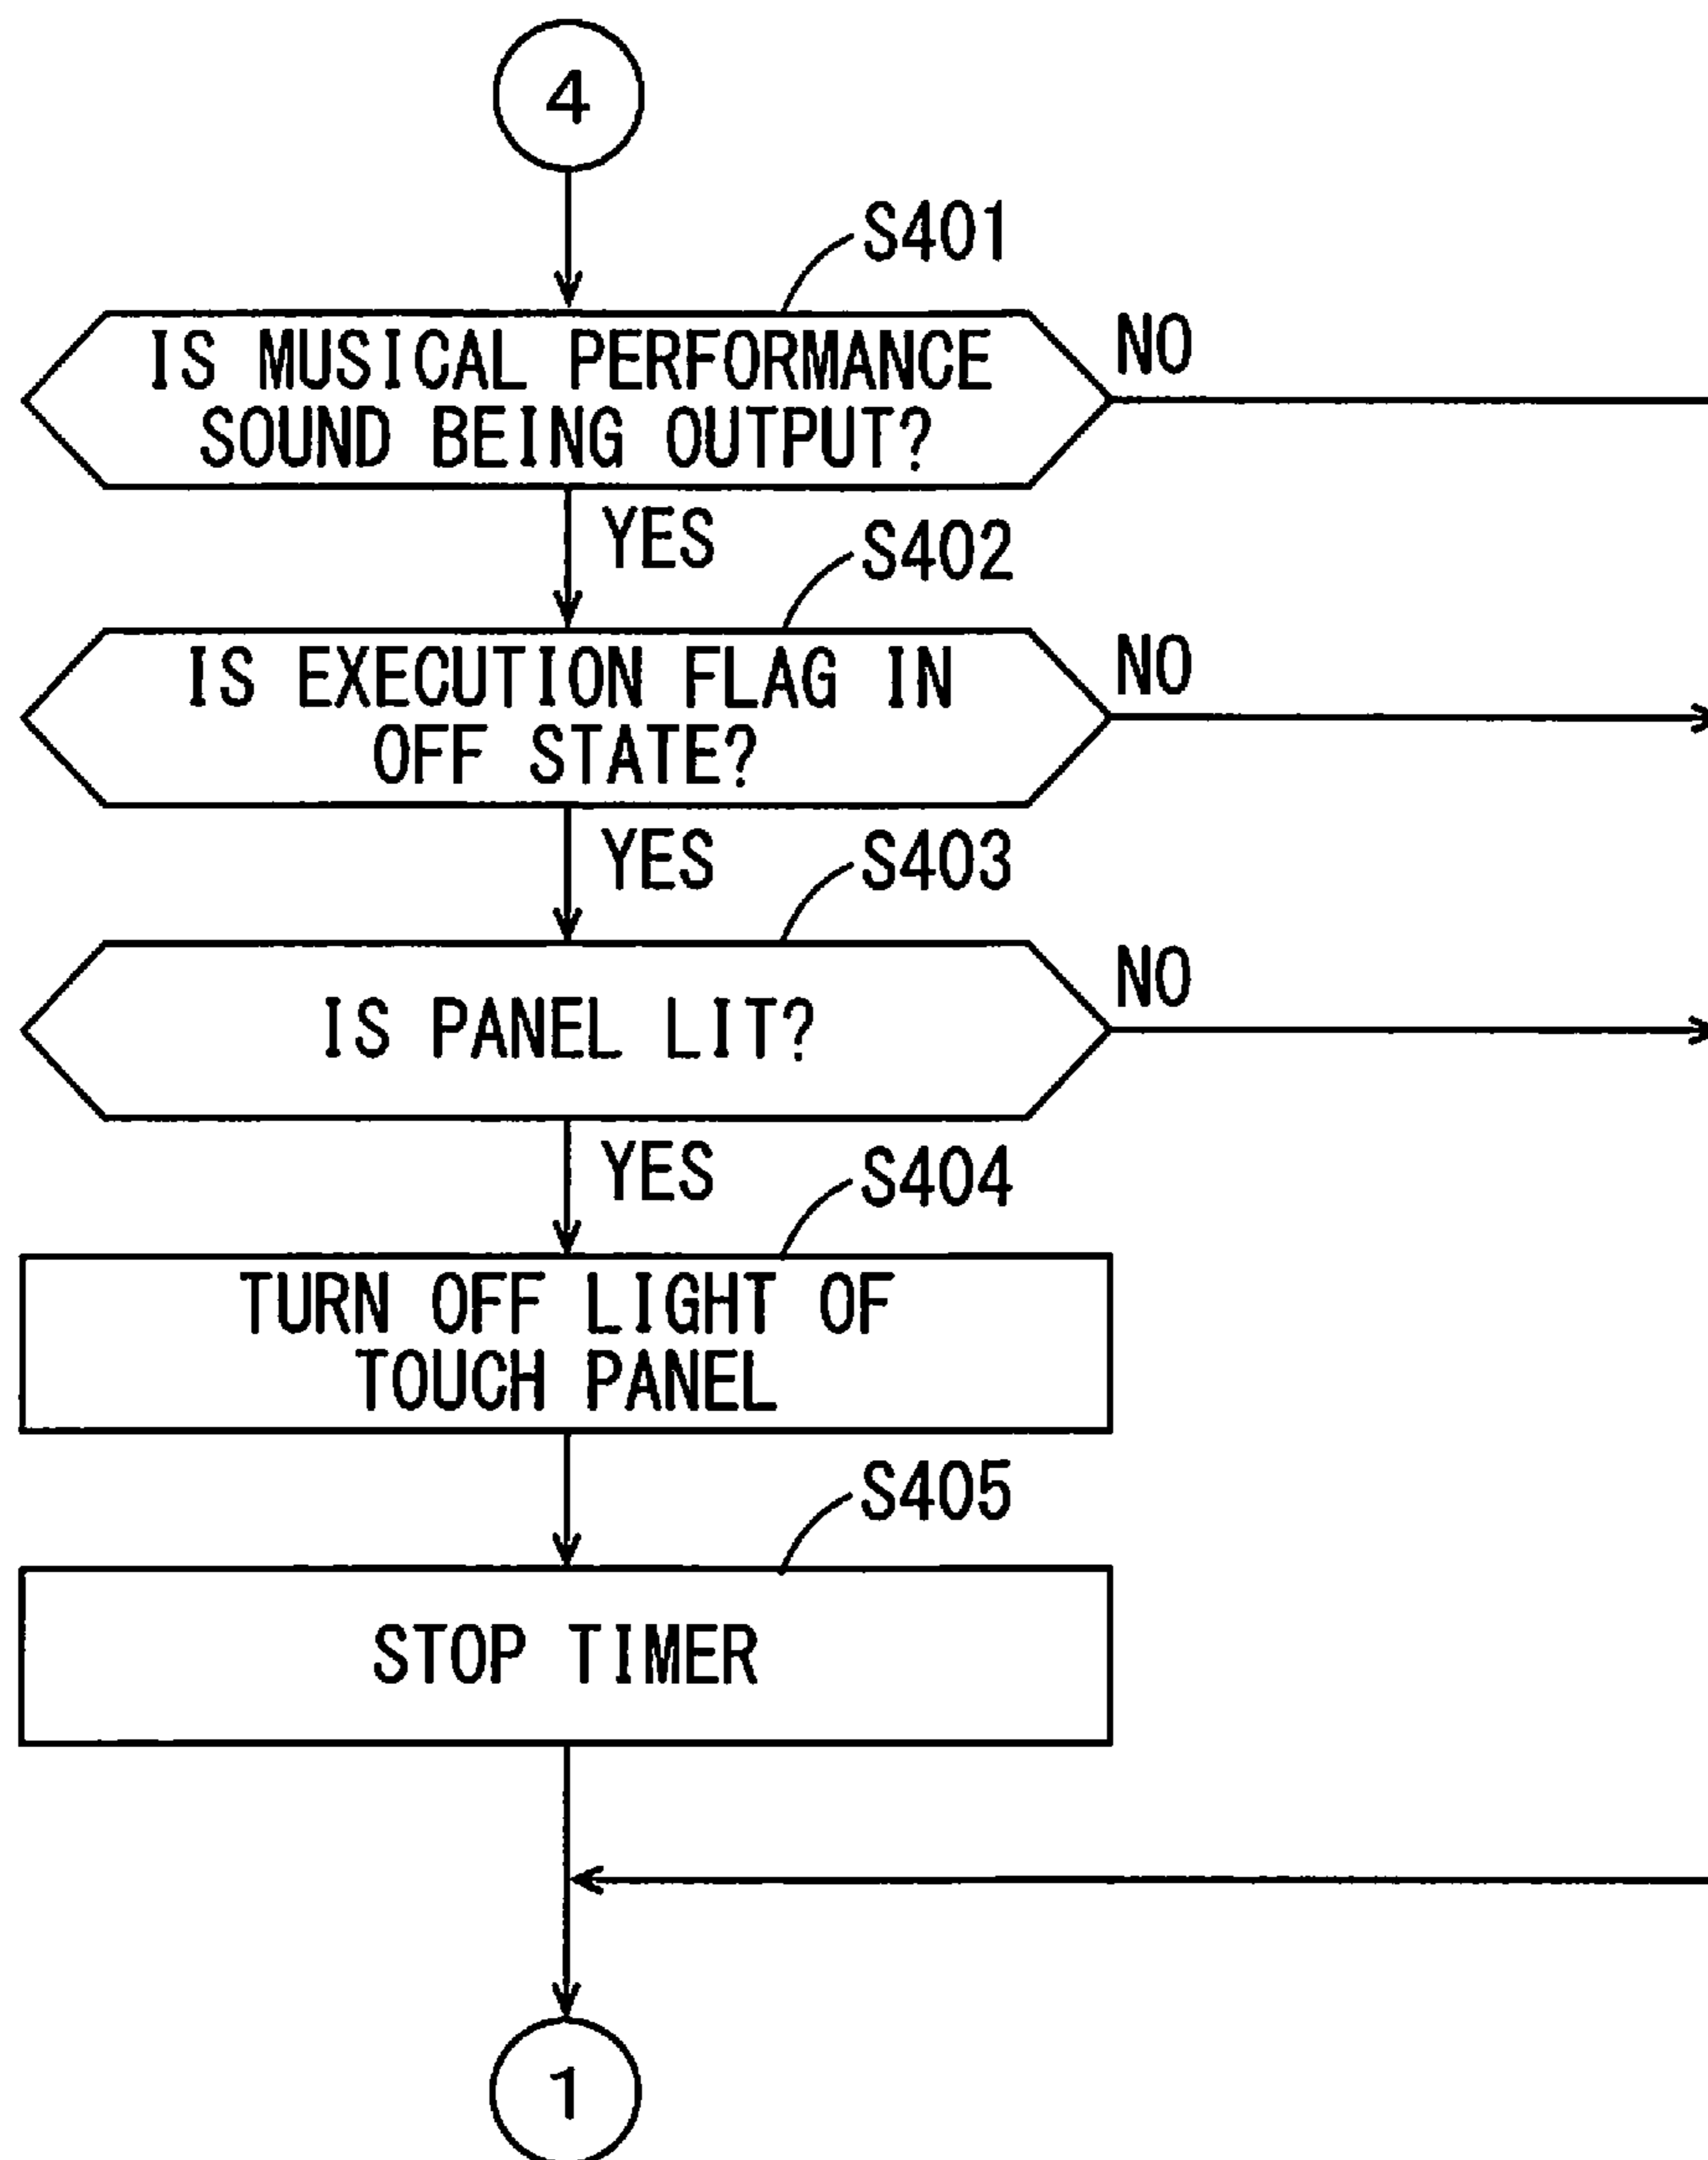 4
S401
IS MUSICAL PERFORMANCE
SOUND BEING OUTPUT?
NO
YES
S402
IS EXECUTION FLAG IN
OFF STATE?
NO
YES
S403
IS PANEL LIT?
NO
YES
S404
TURN OFF LIGHT OF
TOUCH PANEL
S405
STOP TIMER
1